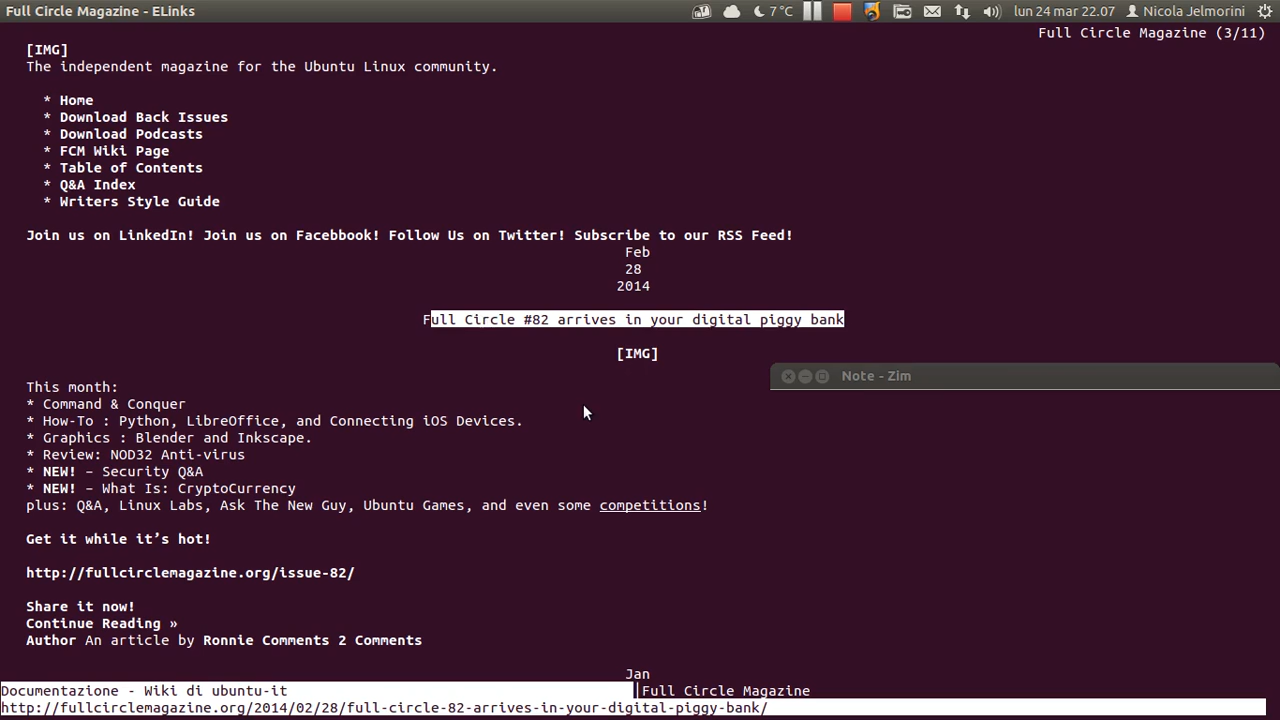 Full Circle Magazine - ELinks
7°C
lun 24 mar 22.07
Nicola Jelmorini
Full Circle Magazine (3/11)
[IMG]
The independent magazine for the Ubuntu Linux community.
* Home
* Download Back Issues
* Download Podcasts
* FCM Wiki Page
* Table of Contents
* Q&A Index
* Writers Style Guide
Join us on LinkedIn! Join us on Facebbook! Follow Us on Twitter! Subscribe to our RSS Feed!
Feb
28
2014
Full Circle #82 arrives in your digital piggy bank
[IMG]
Note - Zim
This month:
* Command & Conquer
* How-To : Python, LibreOffice, and Connecting iOS Devices.
* Graphics : Blender and Inkscape.
* Review: NOD32 Anti-virus
* NEW! – Security Q&A
* NEW! – What Is: CryptoCurrency
plus: Q&A, Linux Labs, Ask The New Guy, Ubuntu Games, and even some competitions!
Get it while it’s hot!
http://fullcirclemagazine.org/issue-82/
Share it now!
Continue Reading »
Author An article by Ronnie Comments 2 Comments
Jan
Documentazione - Wiki di ubuntu-it |Full Circle Magazine
http://fullcirclemagazine.org/2014/02/28/full-circle-82-arrives-in-your-digital-piggy-bank/